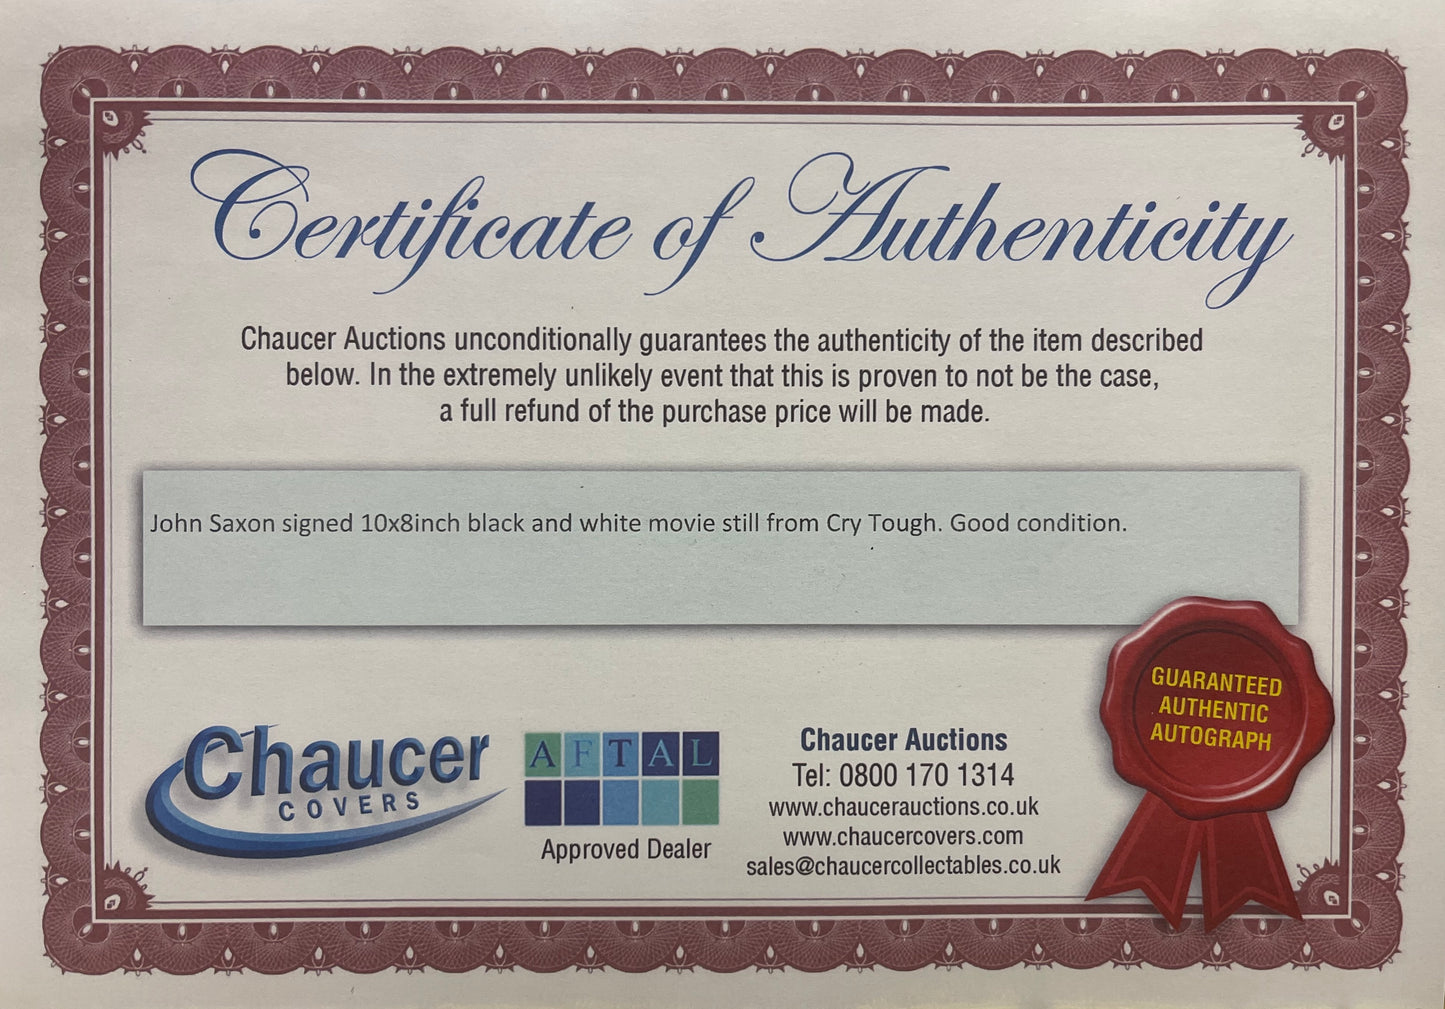 Certificate of Authenticity
Chaucer Auctions unconditionally guarantees the authenticity of the item described
below. In the extremely unlikely event that this is proven to not be the case,
a full refund of the purchase price will be made.
John Saxon signed 10x8inch black and white movie still from Cry Tough. Good condition.
Chaucer
COVERS
AFTAL
Approved Dealer
Chaucer Auctions
Tel: 0800 170 1314
www.chaucerauctions.co.uk
www.chaucercovers.com
sales@chaucercollectables.co.uk
GUARANTEED
AUTHENTIC
AUTOGRAPH